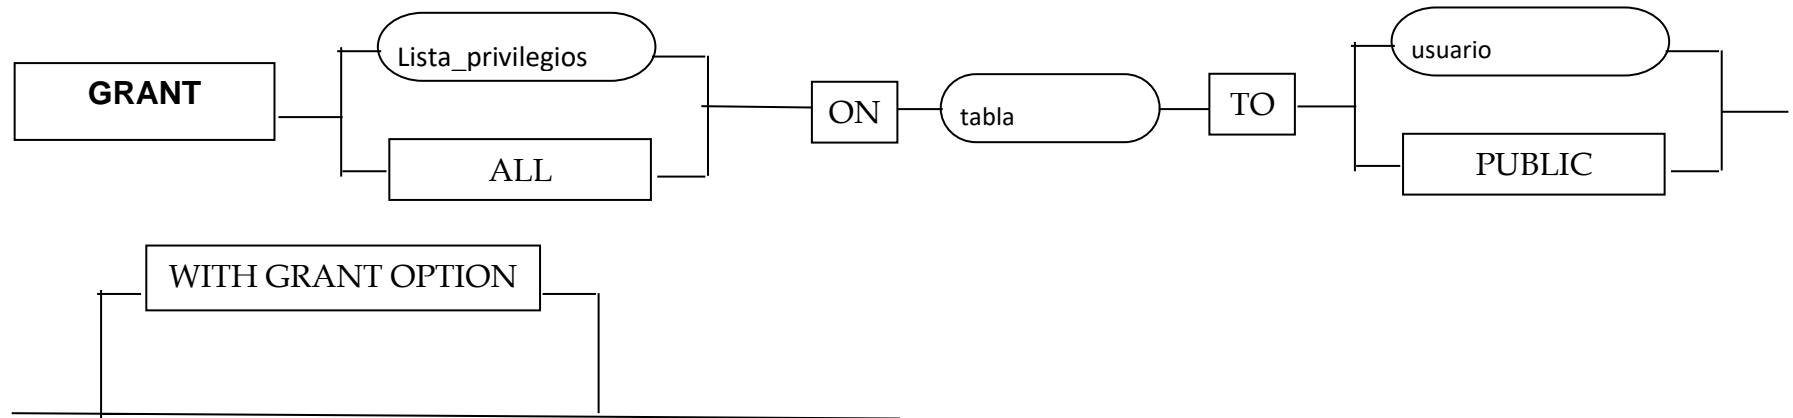 GRANT
Lista_privilegios
ALL
ON
tabla
TO
usuario
PUBLIC
WITH GRANT OPTION